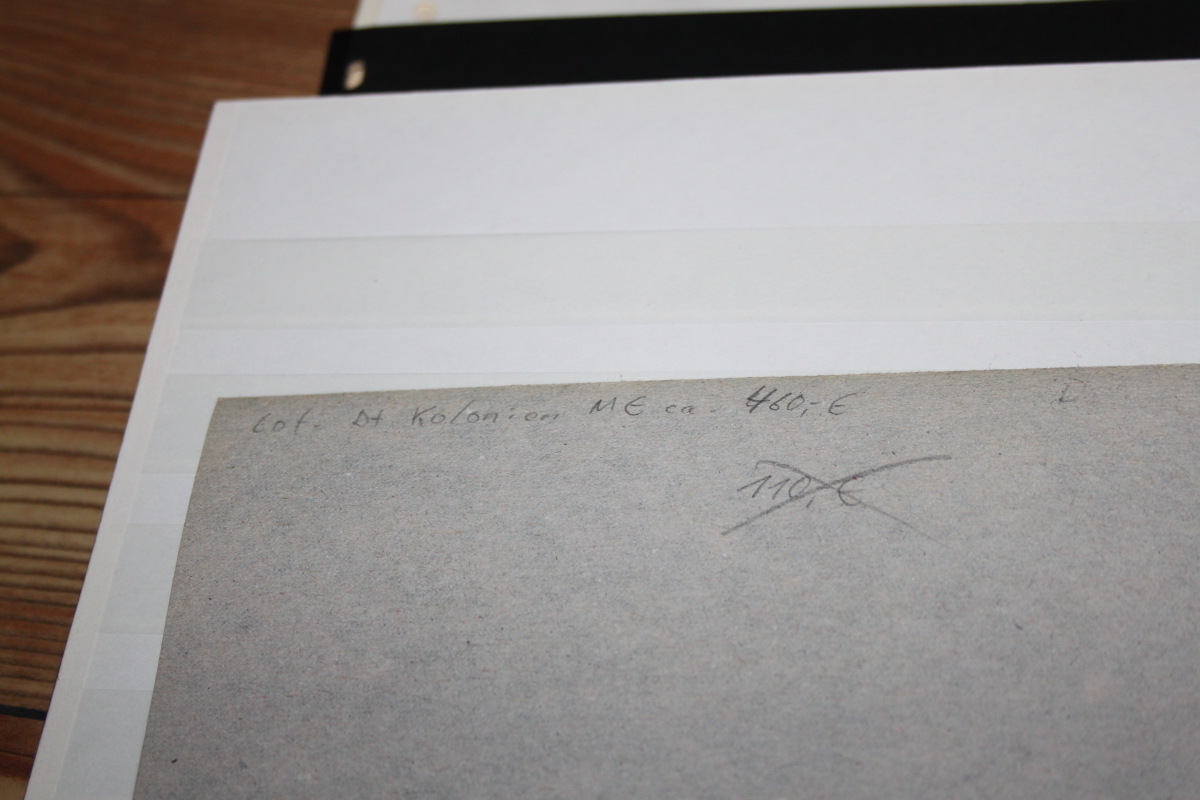 Lot. Dt. Kolonien ME ca. 460,- €
110,- €